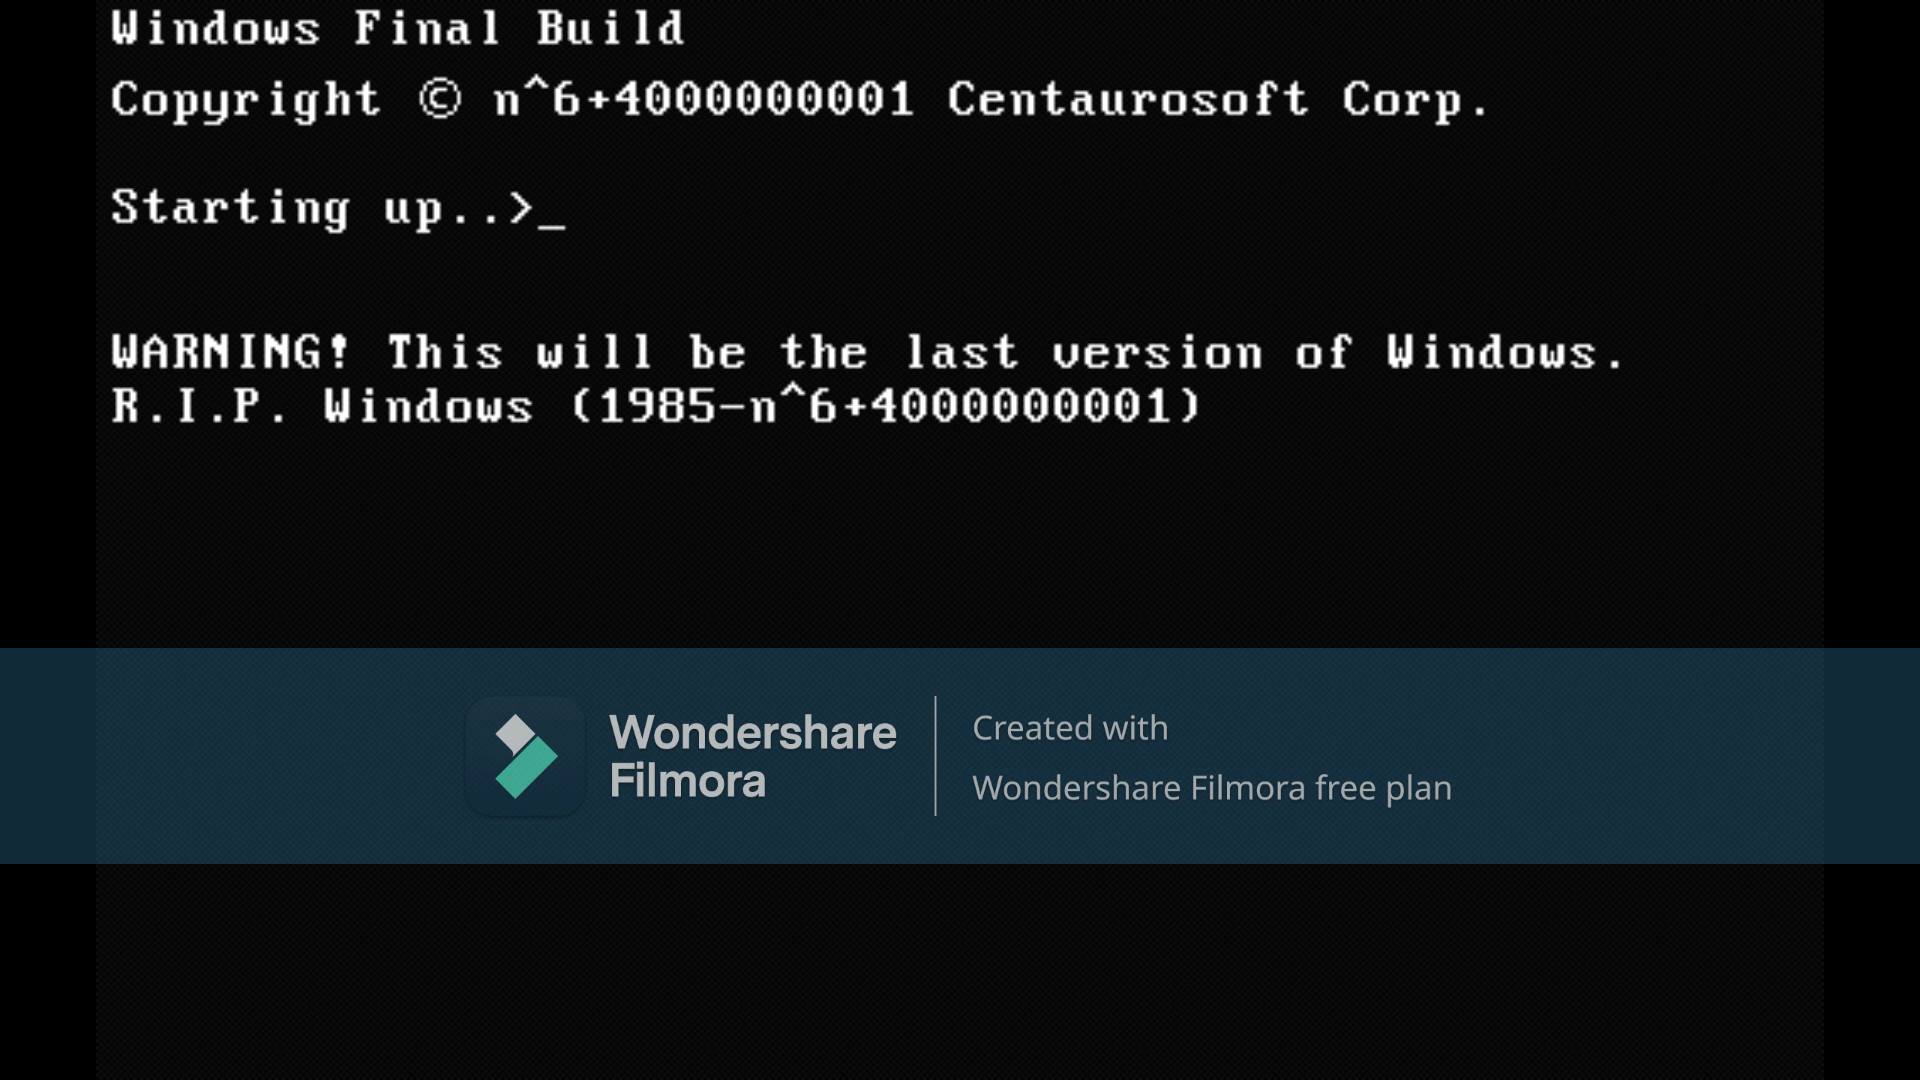 Windows Final Build
Copyright © n^6+4000000001 Centaurosoft Corp.
Starting up..>_
WARNING! This will be the last version of Windows.
R.I.P. Windows (1985-n^6+4000000001)
Wondershare
Filmora
Created with
Wondershare Filmora free plan